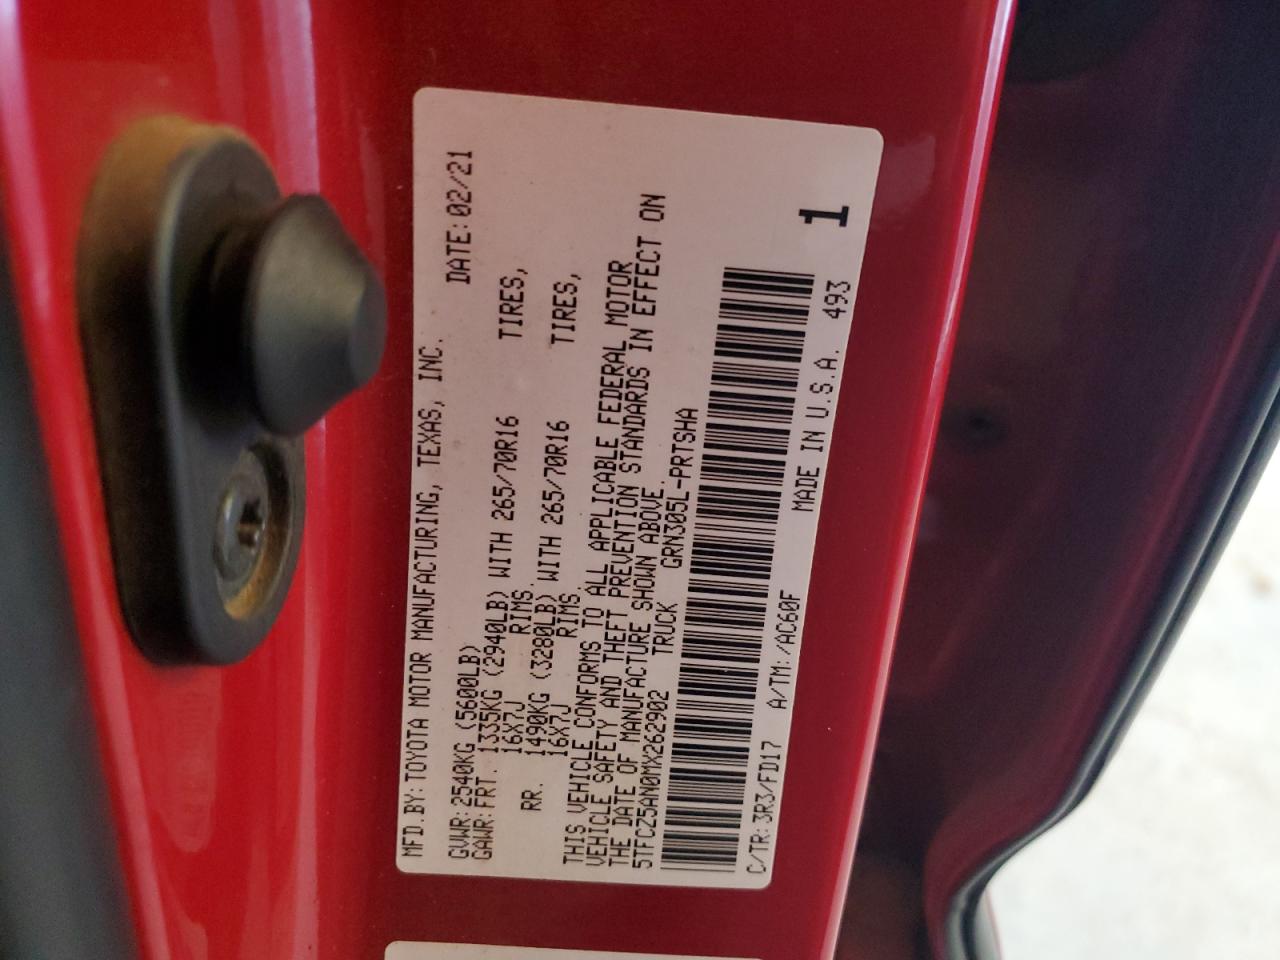 MFD.BY:TOYOTA MOTOR MANUFACTURING, TEXAS, INC.
GVWR:2540KG (5600LB) DATE:02/21
GAWR:FRT. 1335KG (2940LB) WITH 265/70R16 TIRES,
16X7J RIMS.
RR. 1490KG (3280LB) WITH 265/70R16 TIRES,
16X7J RIMS.
THIS VEHICLE CONFORMS TO ALL APPLICABLE FEDERAL MOTOR
VEHICLE SAFETY AND THEFT PREVENTION STANDARDS IN EFFECT ON
THE DATE OF MANUFACTURE SHOWN ABOVE.
5TFCZ5AN0MX262902 TRUCK GRN305L-PRTSHA
1
C/TR:3R3/FD17 A/TM:/AC60F MADE IN U.S.A. 493